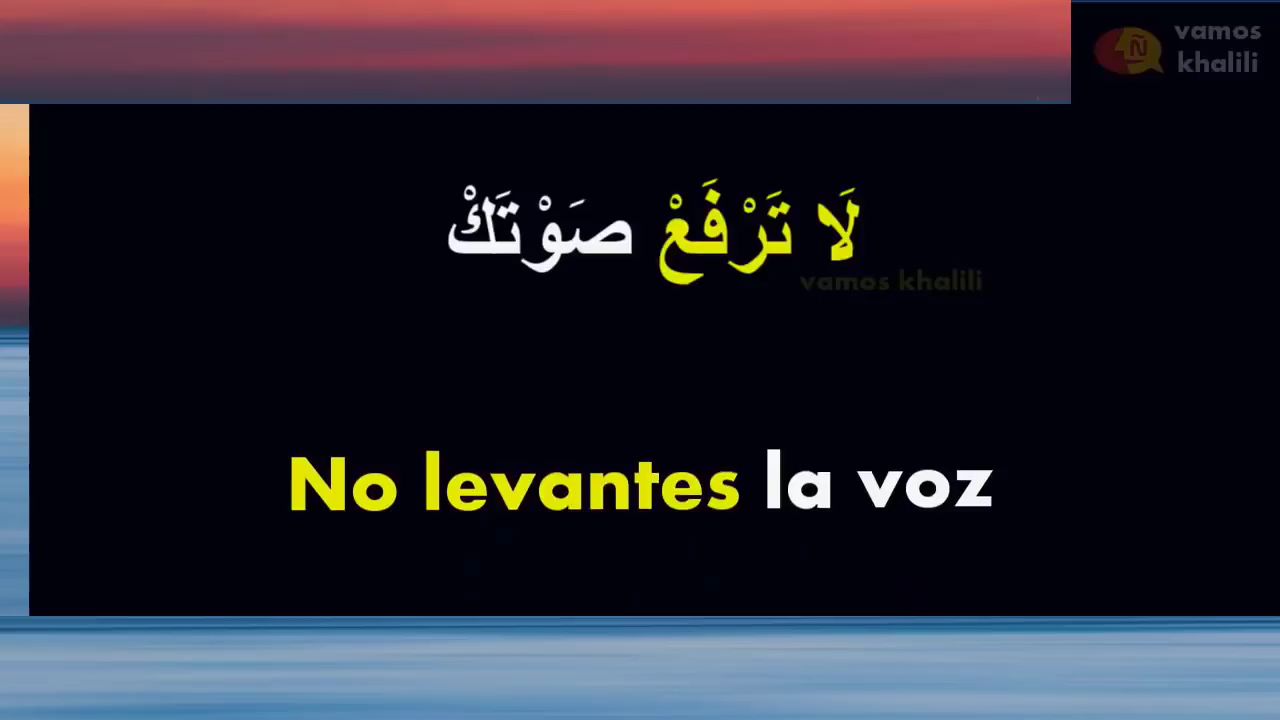 vamos
khalili
لَا تَرْفَعْ صَوْتَكْ
vamos khalili
No levantes la voz